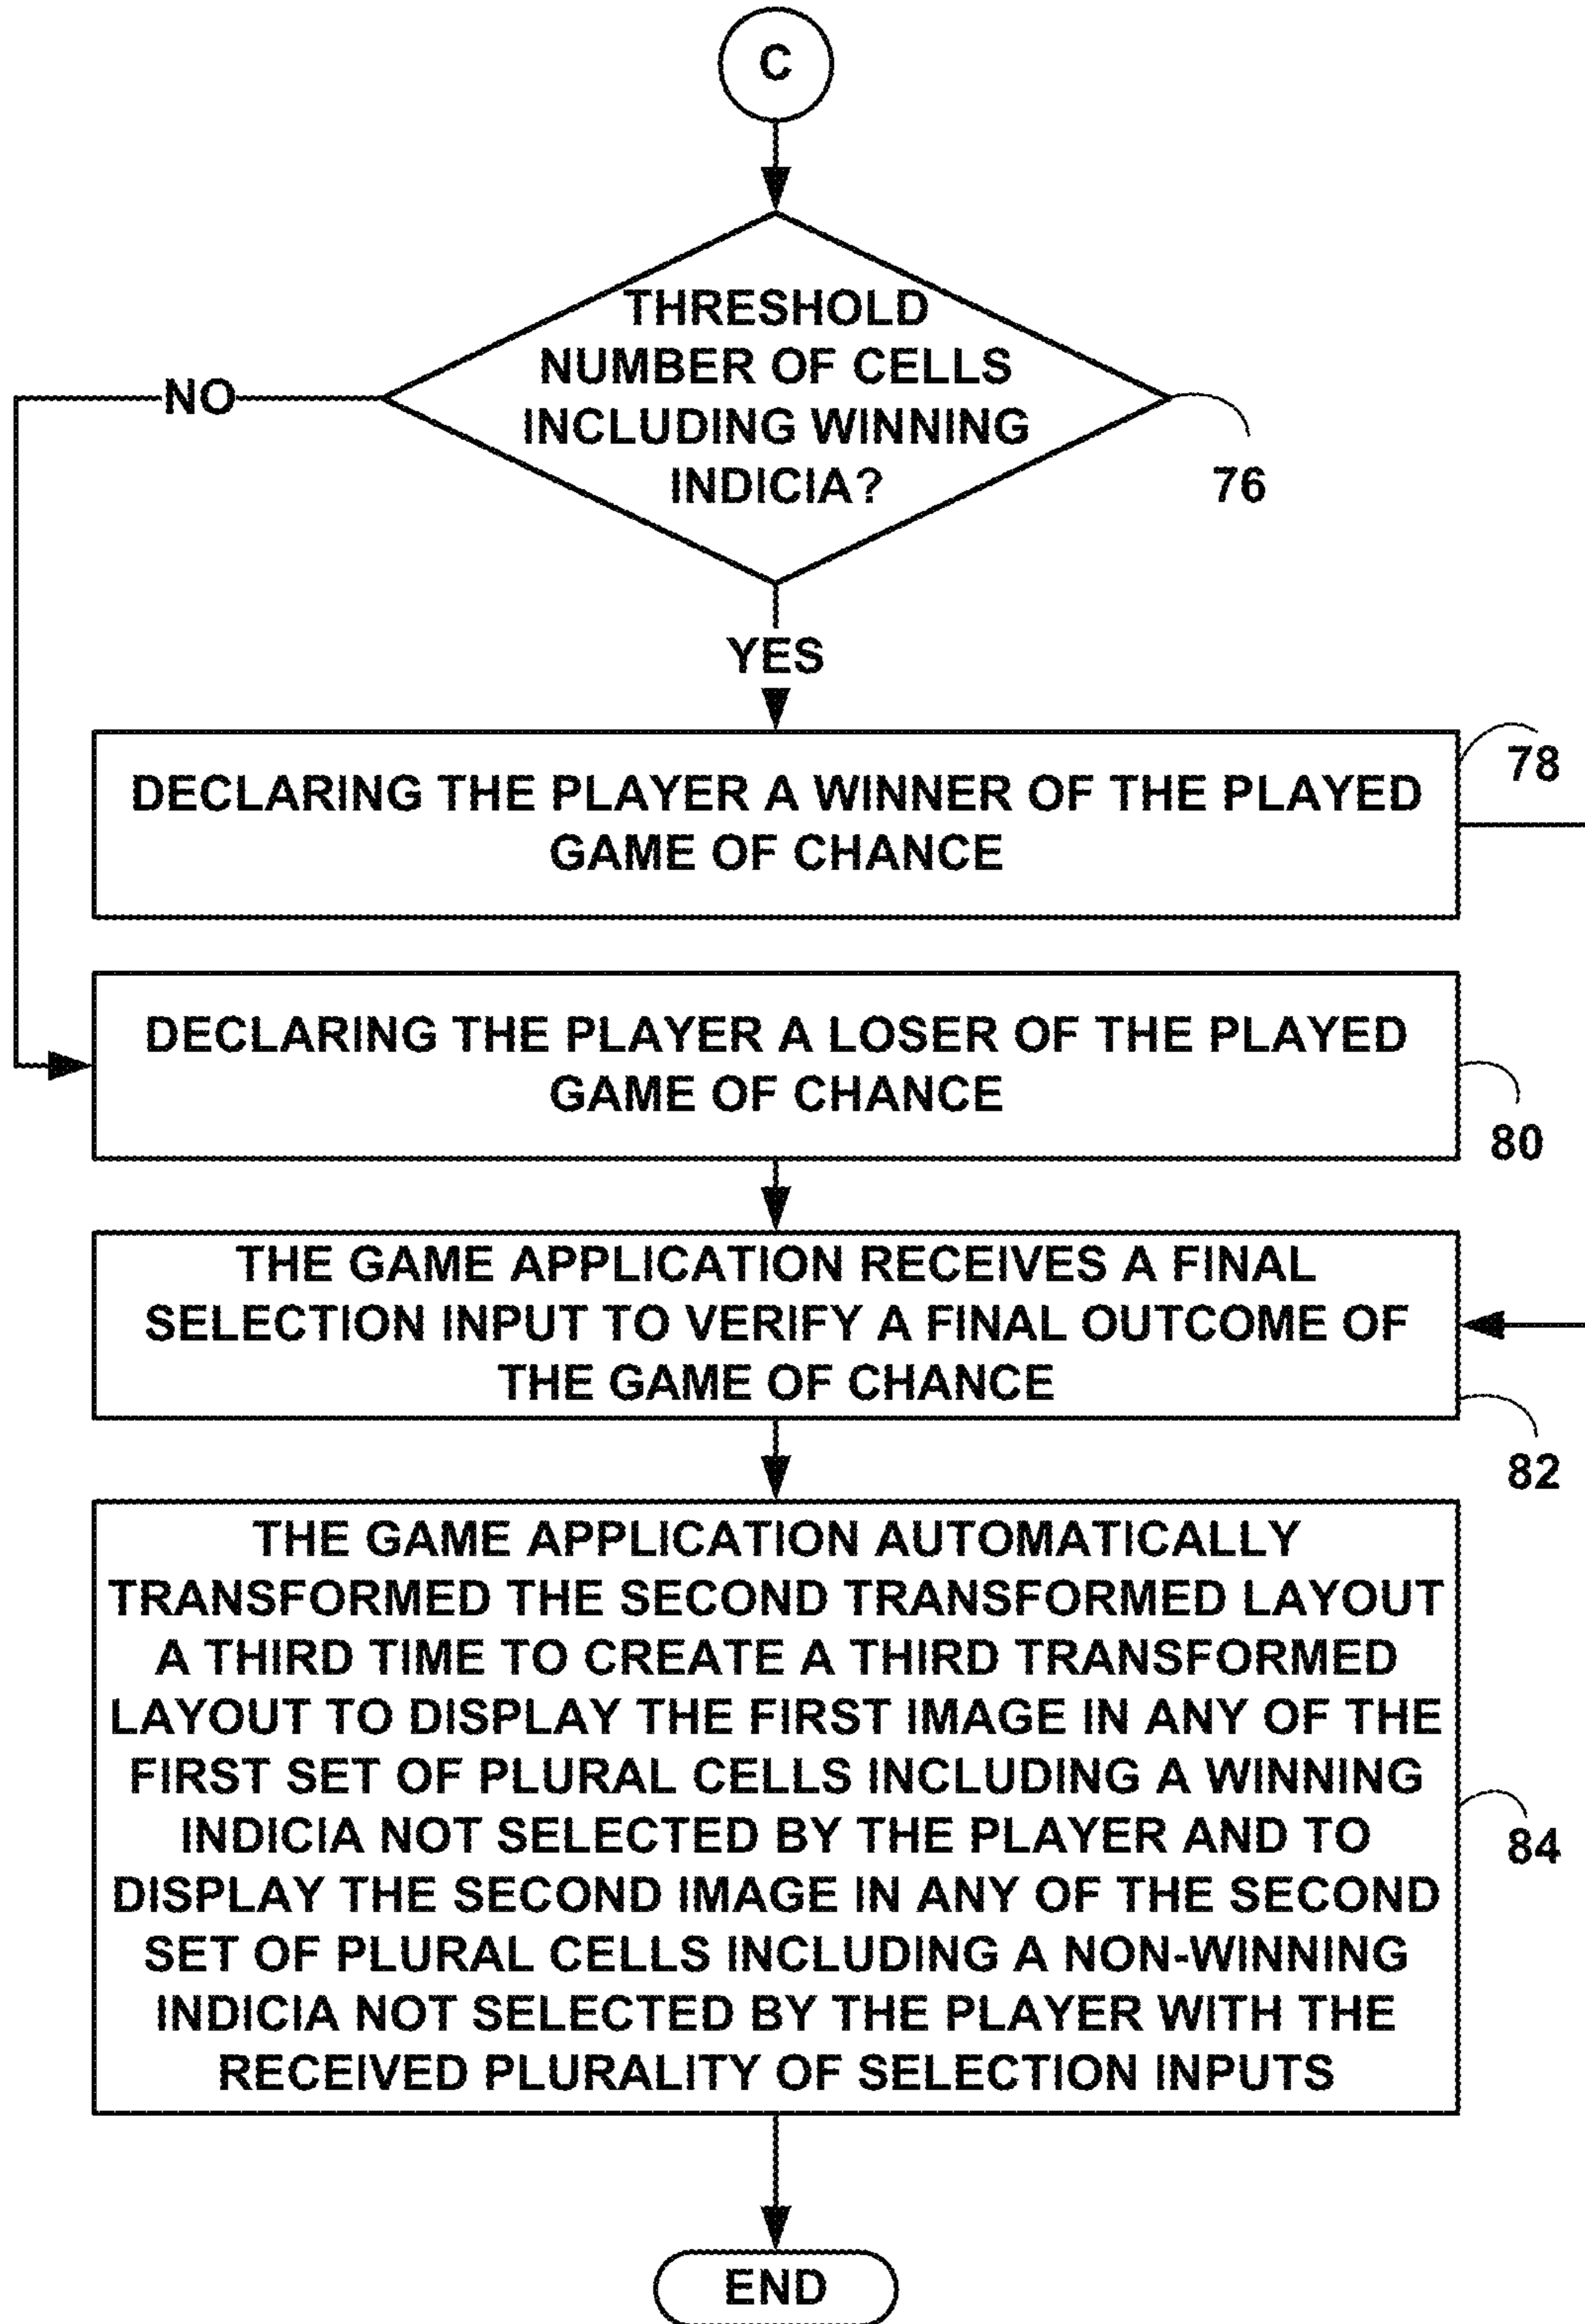 C
THRESHOLD
NUMBER OF CELLS
INCLUDING WINNING
INDICIA?
NO
76
YES
DECLARING THE PLAYER A WINNER OF THE PLAYED
GAME OF CHANCE
78
DECLARING THE PLAYER A LOSER OF THE PLAYED
GAME OF CHANCE
80
THE GAME APPLICATION RECEIVES A FINAL
SELECTION INPUT TO VERIFY A FINAL OUTCOME OF
THE GAME OF CHANCE
82
THE GAME APPLICATION AUTOMATICALLY
TRANSFORMED THE SECOND TRANSFORMED LAYOUT
A THIRD TIME TO CREATE A THIRD TRANSFORMED
LAYOUT TO DISPLAY THE FIRST IMAGE IN ANY OF THE
FIRST SET OF PLURAL CELLS INCLUDING A WINNING
INDICIA NOT SELECTED BY THE PLAYER AND TO
DISPLAY THE SECOND IMAGE IN ANY OF THE SECOND
SET OF PLURAL CELLS INCLUDING A NON-WINNING
INDICIA NOT SELECTED BY THE PLAYER WITH THE
RECEIVED PLURALITY OF SELECTION INPUTS
84
END